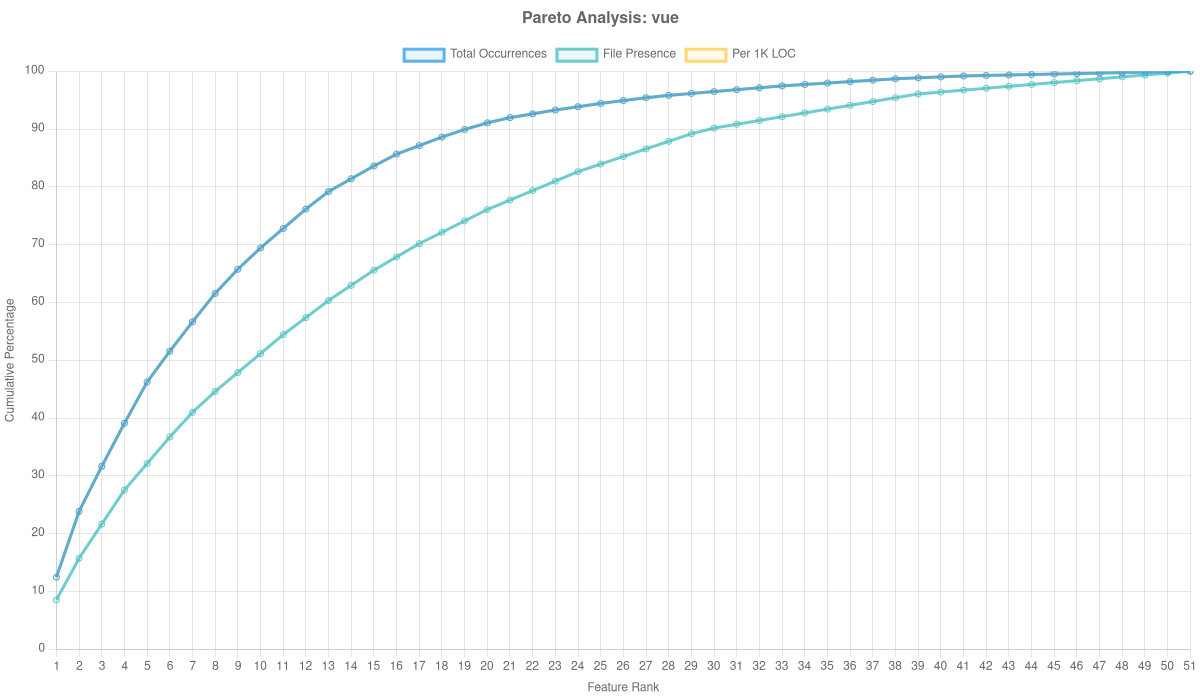 Pareto Analysis: vue
Total Occurrences File Presence Per 1K LOC
100
90
80
70
60
50
40
30
20
10
0
Cumulative Percentage
1 2 3 4 5 6 7 8 9 10 11 12 13 14 15 16 17 18 19 20 21 22 23 24 25 26 27 28 29 30 31 32 33 34 35 36 37 38 39 40 41 42 43 44 45 46 47 48 49 50 51
Feature Rank